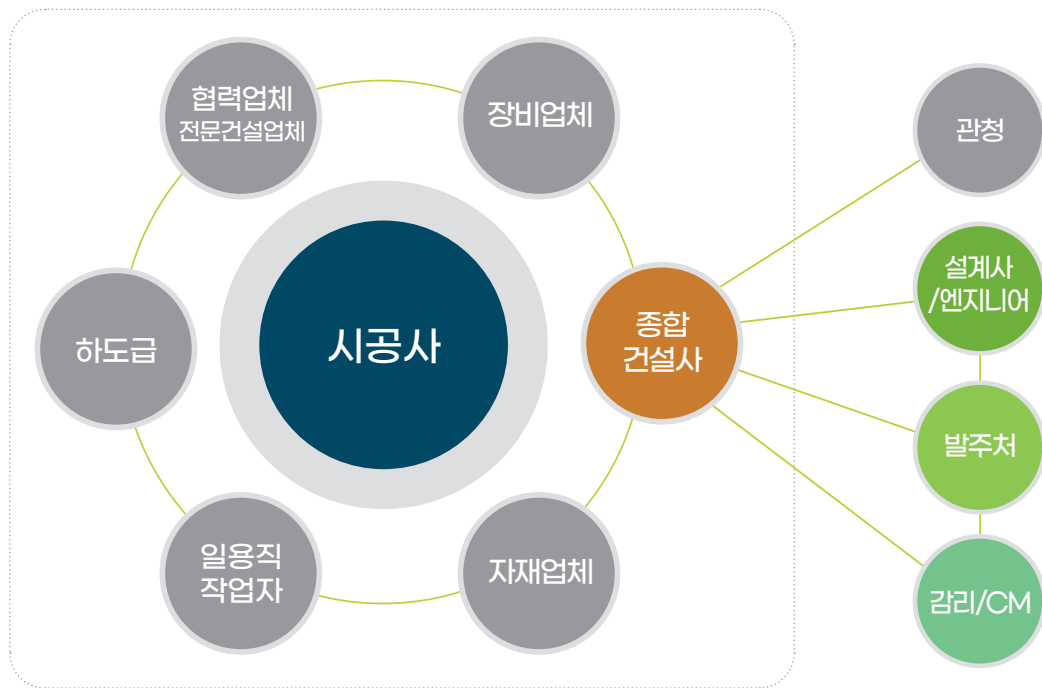 협력업체
전문건설업체
장비업체
관청
설계사
/엔지니어
종합
건설사
시공사
하도급
발주처
일용직
작업자
자재업체
감리/CM